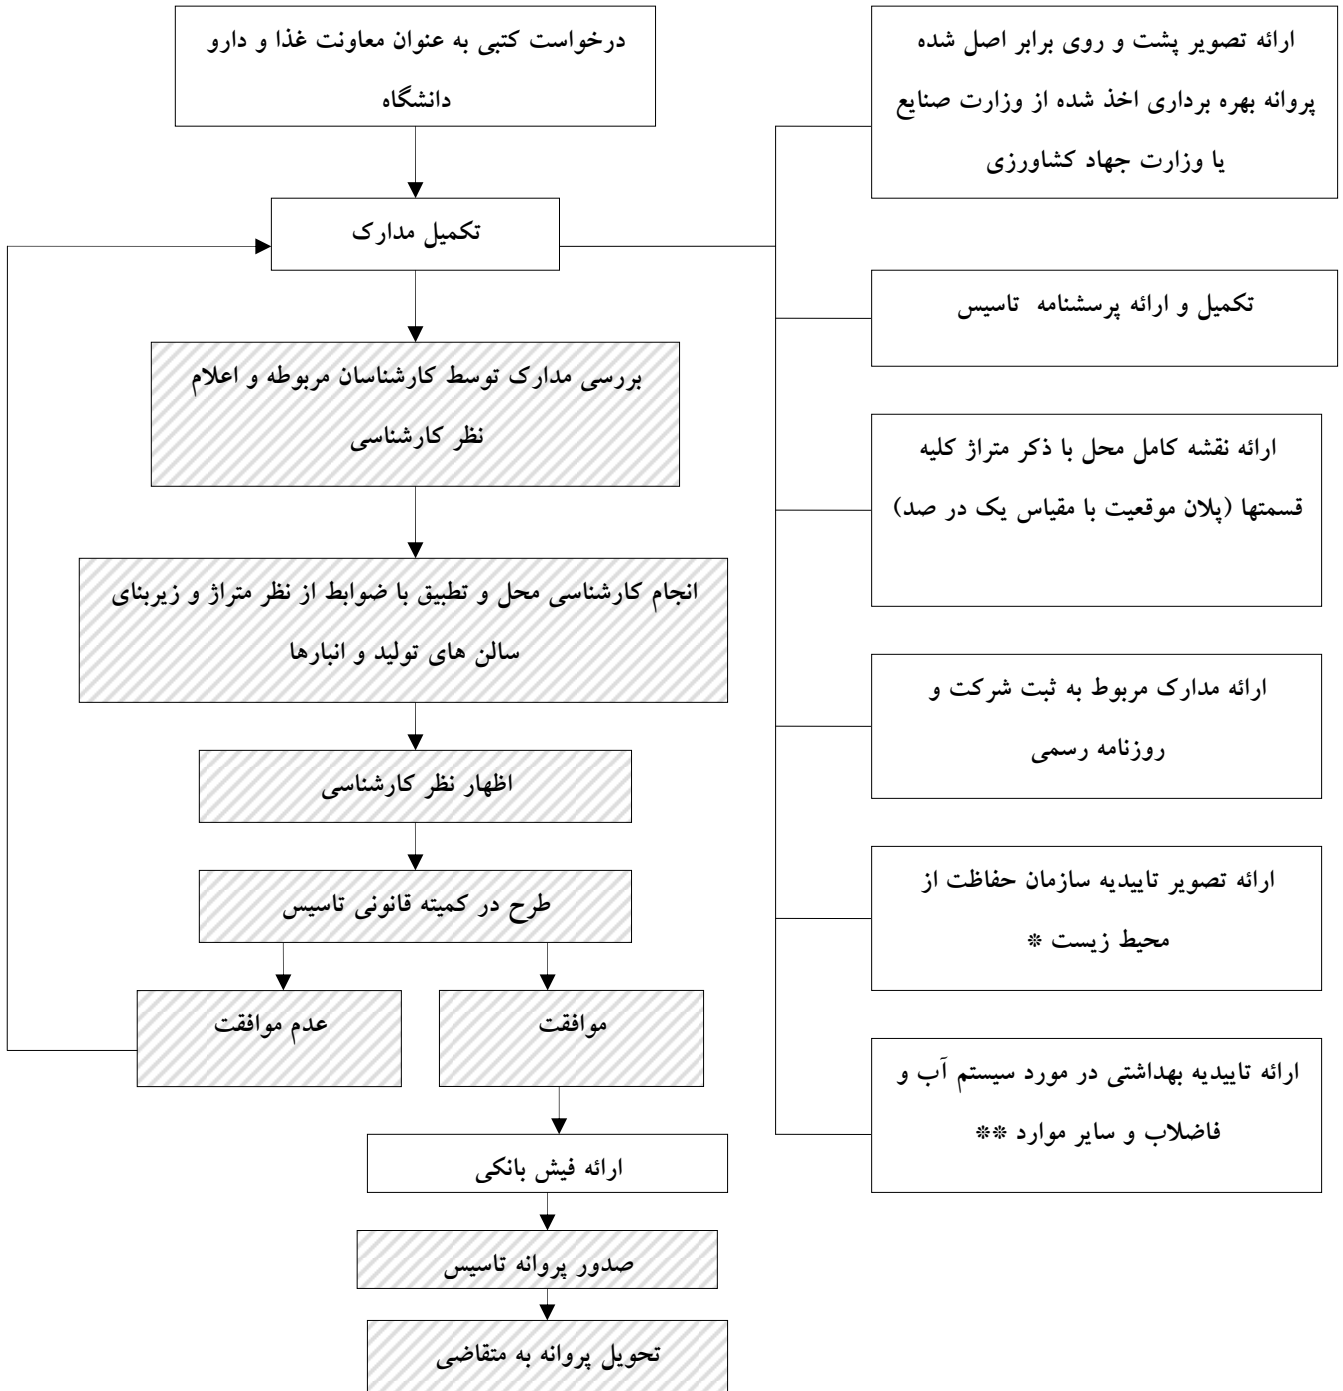 درخواست کتبی به عنوان معاونت غذا و دارو
دانشگاه
تکمیل مدارک
بررسی مدارک توسط کارشناسان مربوطه و اعلام
نظر کارشناسی
انجام کارشناسی محل و تطبیق با ضوابط از نظر متراژ و زیربنای
سالن های تولید و انبارها
اظهار نظر کارشناسی
طرح در کمیته قانونی تاسیس
موافقت
عدم موافقت
ارائه فیش بانکی
صدور پروانه تاسیس
تحویل پروانه به متقاضی
ارائه تصویر پشت و روی برابر اصل شده
پروانه بهره برداری اخذ شده از وزارت صنایع
یا وزارت جهاد کشاورزی
تکمیل و ارائه پرسشنامه تاسیس
ارائه نقشه کامل محل با ذکر متراژ کلیه
قسمتها (پلان موقعیت با مقیاس یک در صد)
ارائه مدارک مربوط به ثبت شرکت و
روزنامه رسمی
ارائه تصویر تاییدیه سازمان حفاظت از
محیط زیست *
ارائه تاییدیه بهداشتی در مورد سیستم آب و
فاضلاب و سایر موارد **